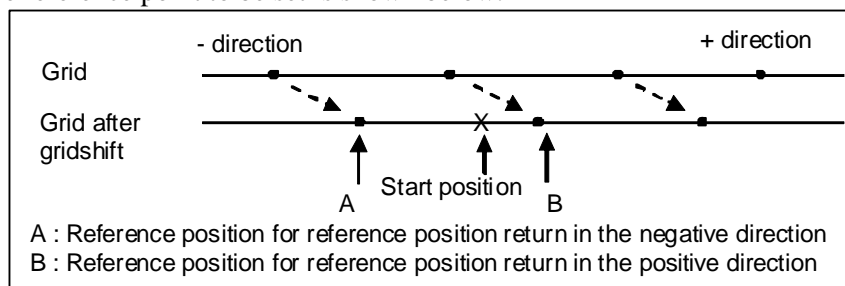 - direction
+ direction
Grid
Grid after
gridshift
X
Start position
A
B
A : Reference position for reference position return in the negative direction
B : Reference position for reference position return in the positive direction